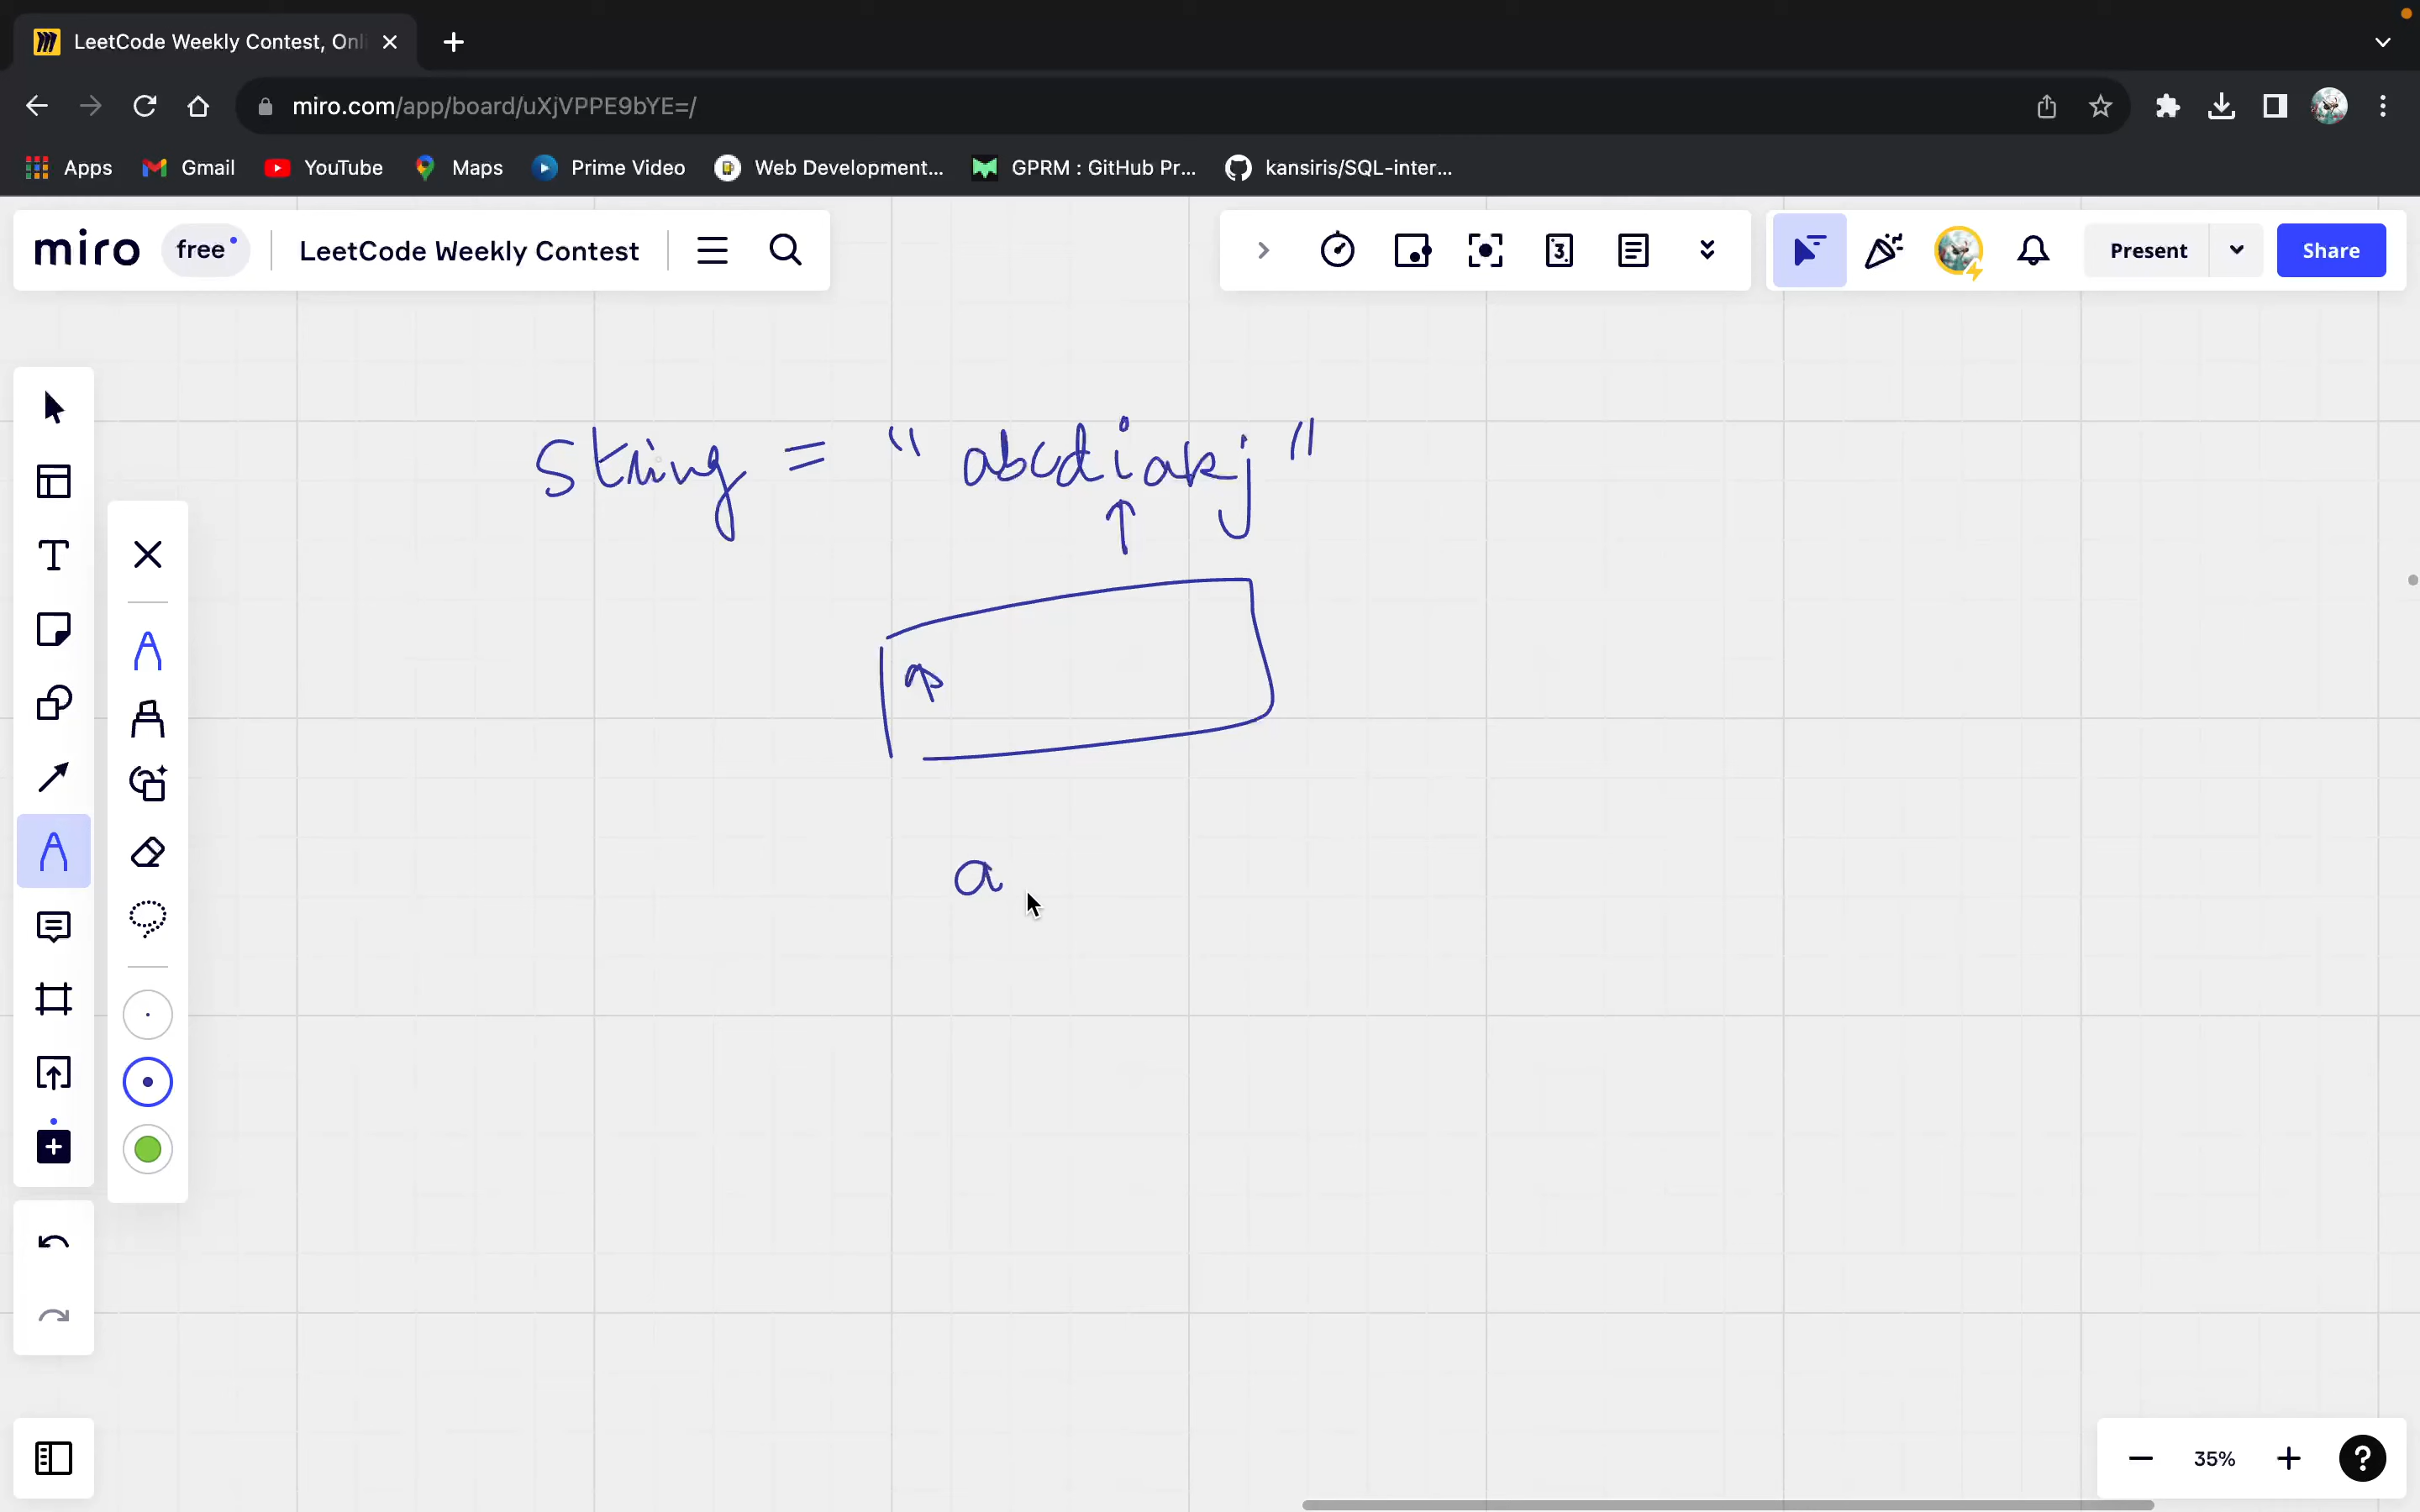 LeetCode Weekly Contest, Onl
miro.com/app/board/uXjVPPE9bYE=/
Apps Gmail YouTube Maps Prime Video Web Development... GPRM : GitHub Pr... kansiris/SQL-inter...
miro free LeetCode Weekly Contest 3 Present Share
String = " abcdiakj "
a
35%